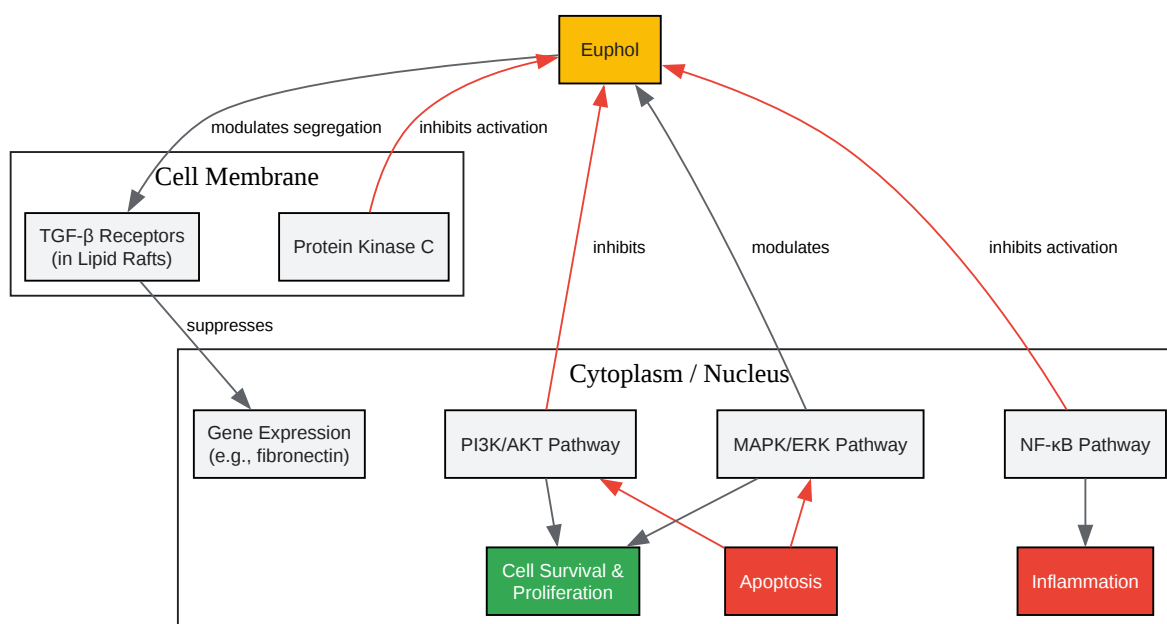 Euphol
modulates segregation
inhibits activation
Cell Membrane
TGF-β Receptors
(in Lipid Rafts)
Protein Kinase C
inhibits
modulates
inhibits activation
suppresses
Cytoplasm / Nucleus
Gene Expression
(e.g., fibronectin)
PI3K/AKT Pathway
MAPK/ERK Pathway
NF-κB Pathway
Cell Survival &
Proliferation
Apoptosis
Inflammation